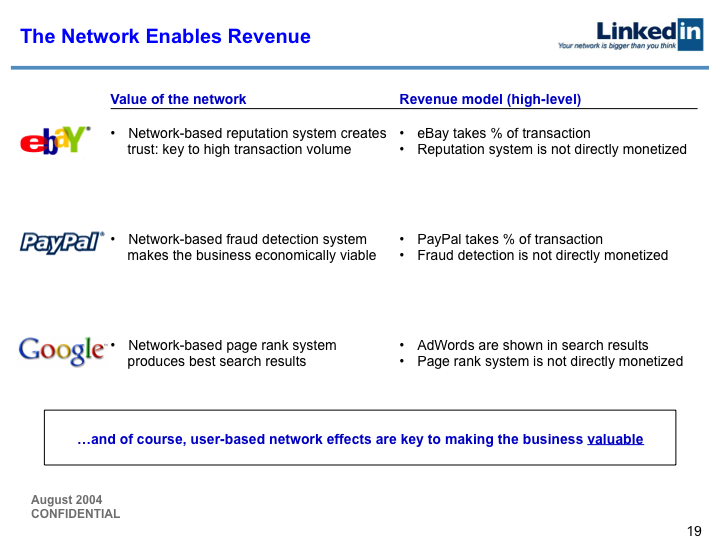 The Network Enables Revenue
Linkedin
Your network is bigger than you think
Value of the network
Revenue model (high-level)
ebaY®
• Network-based reputation system creates
trust: key to high transaction volume
• eBay takes % of transaction
• Reputation system is not directly monetized
PayPal®
• Network-based fraud detection system
makes the business economically viable
• PayPal takes % of transaction
• Fraud detection is not directly monetized
Google™
• Network-based page rank system
produces best search results
• AdWords are shown in search results
• Page rank system is not directly monetized
…and of course, user-based network effects are key to making the business valuable
August 2004
CONFIDENTIAL
19